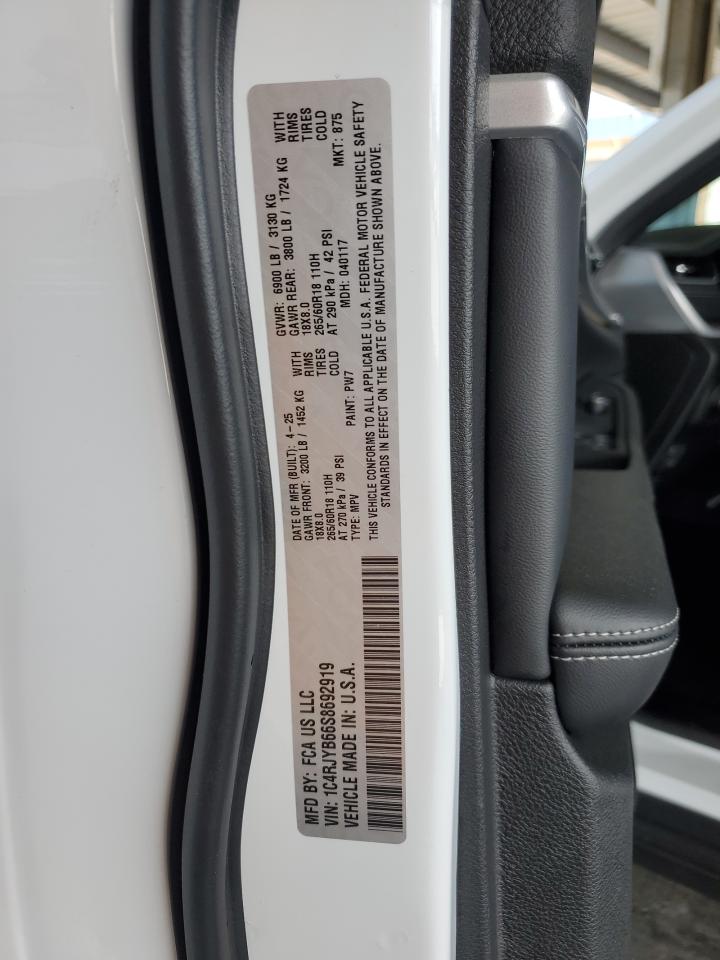 MFD BY: FCA US LLC
VIN: 1C4RJYB66S8692919
VEHICLE MADE IN: U.S.A.
DATE OF MFR (BUILT): 4-25
GAWR FRONT: 3200 LB / 1452 KG WITH
18X8.0 RIMS
265/60R18 110H TIRES
AT 270 kPa / 39 PSI COLD
TYPE: MPV PAINT: PW7
GVWR: 6900 LB / 3130 KG
GAWR REAR: 3800 LB / 1724 KG WITH
18X8.0 RIMS
265/60R18 110H TIRES
AT 290 kPa / 42 PSI COLD
MDH: 040117 MKT: 875
THIS VEHICLE CONFORMS TO ALL APPLICABLE U.S.A. FEDERAL MOTOR VEHICLE SAFETY
STANDARDS IN EFFECT ON THE DATE OF MANUFACTURE SHOWN ABOVE.